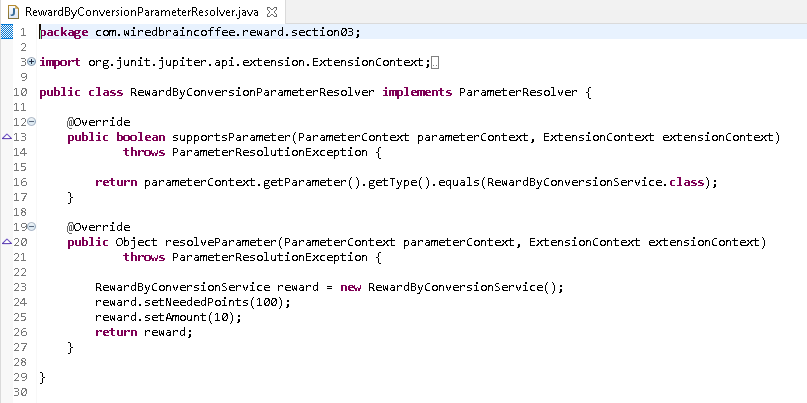 RewardByConversionParameterResolver.java
1 package com.wiredbraincoffee.reward.section03;
2
3 import org.junit.jupiter.api.extension.ExtensionContext;
9
10 public class RewardByConversionParameterResolver implements ParameterResolver {
11
12 @Override
13 public boolean supportsParameter(ParameterContext parameterContext, ExtensionContext extensionContext)
14 throws ParameterResolutionException {
15
16 return parameterContext.getParameter().getType().equals(RewardByConversionService.class);
17 }
18
19 @Override
20 public Object resolveParameter(ParameterContext parameterContext, ExtensionContext extensionContext)
21 throws ParameterResolutionException {
22
23 RewardByConversionService reward = new RewardByConversionService();
24 reward.setNeededPoints(100);
25 reward.setAmount(10);
26 return reward;
27 }
28
29 }
30